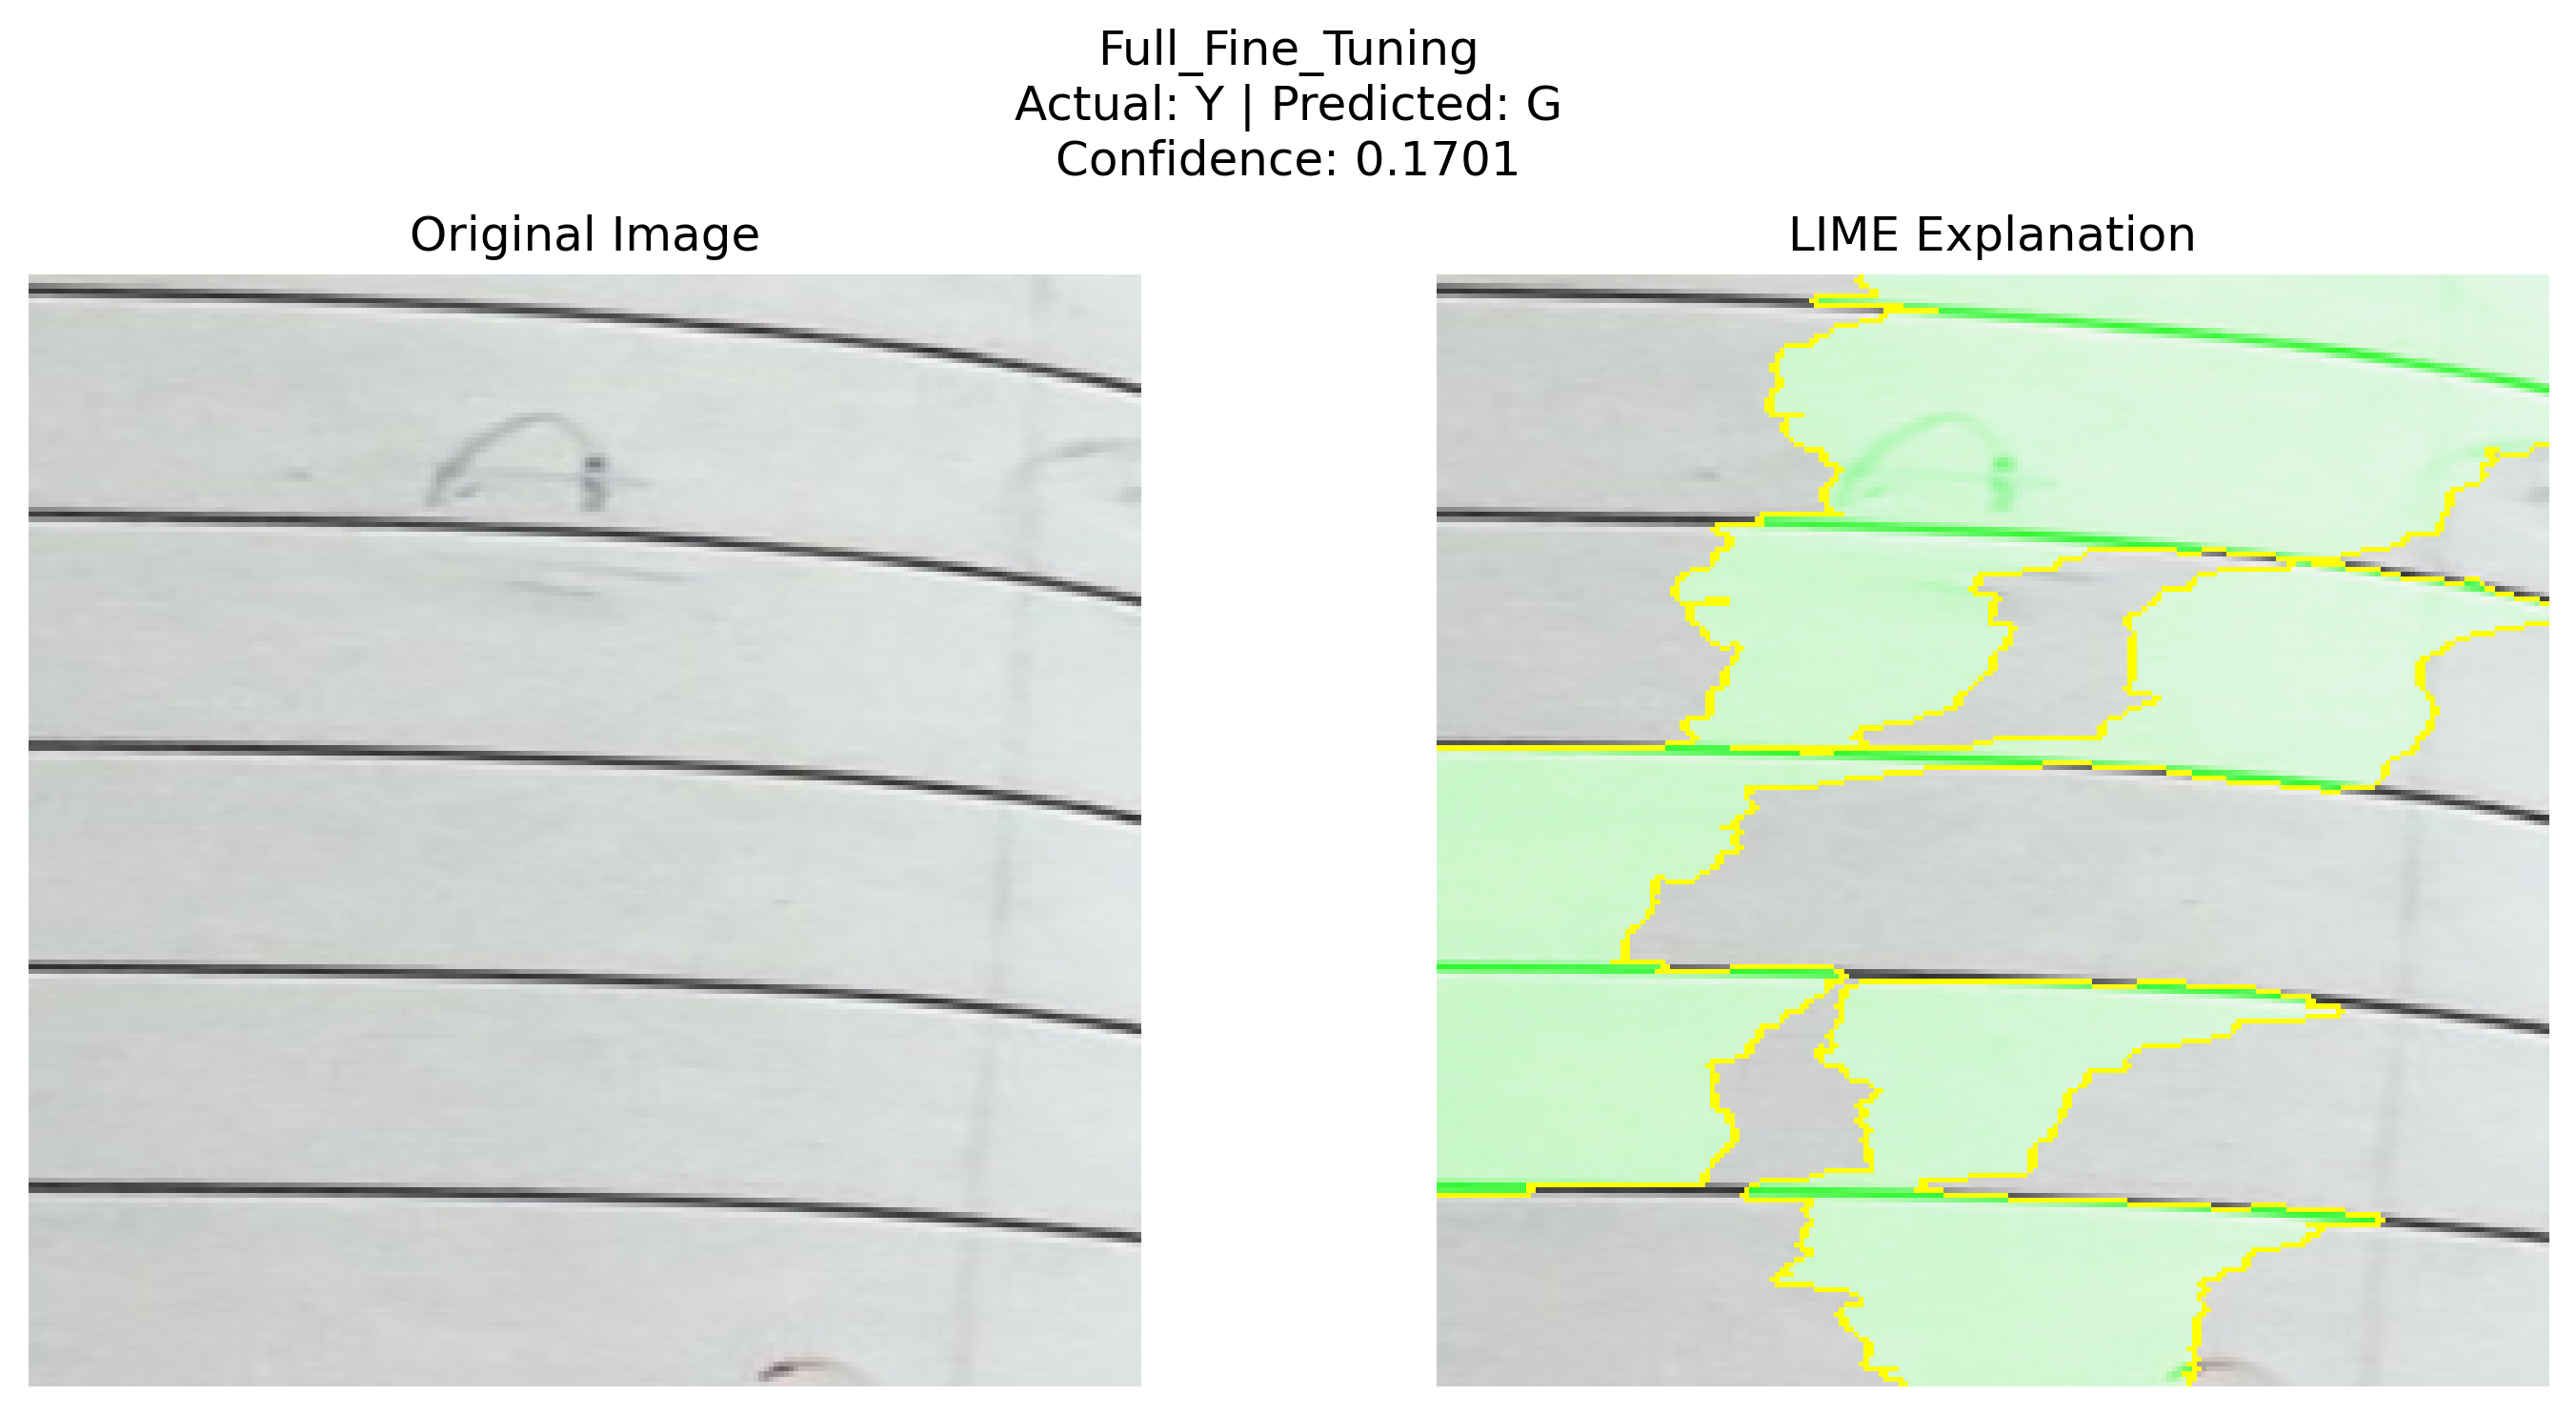 Full_Fine_Tuning
Actual: Y | Predicted: G
Confidence: 0.1701
Original Image
LIME Explanation